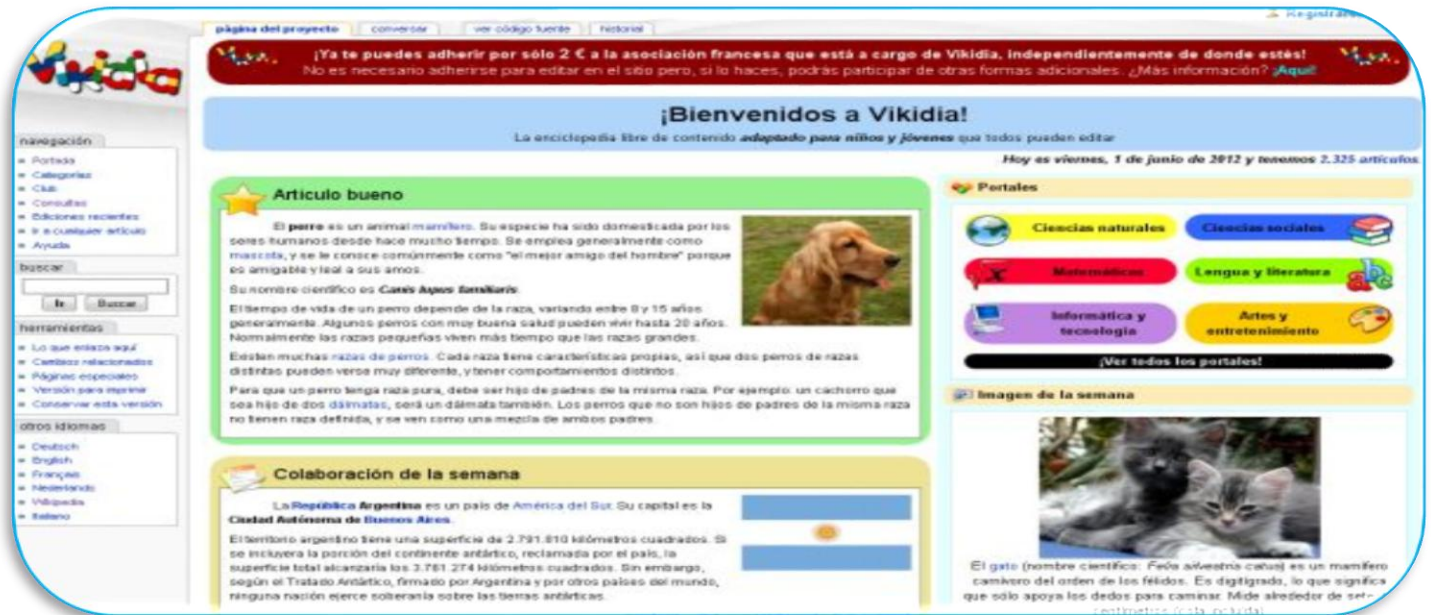 página del proyecto
conversar
ver código fuente
historial
Vikidia
¡Ya te puedes adherir por sólo 2 € a la asociación francesa que está a cargo de Vikidia, independientemente de donde estés!
No es necesario adherirse para editar en el sitio pero, si lo haces, podrás participar de otras formas adicionales. ¿Más información? ¡Aquí!
¡Bienvenidos a Vikidia!
La enciclopedia libre de contenido adaptado para niños y jóvenes que todos pueden editar
Hoy es viernes, 1 de junio de 2012 y tenemos 2.325 artículos
navegación
Portada
Categorías
Club
Consultas
Ediciones recientes
Ir a cualquier artículo
Ayuda
buscar
Ir
Buscar
herramientas
Lo que enlaza aquí
Cambios relacionados
Páginas especiales
Versión para imprimir
Conservar esta versión
otros idiomas
Deutsch
English
Français
Nederlands
Wikipedia
Italiano
Artículo bueno
El perro es un animal mamífero. Su especie ha sido domesticada por los
seres humanos desde hace mucho tiempo. Se emplea generalmente como
mascota, y se le conoce comúnmente como "el mejor amigo del hombre" porque
es amigable y leal a sus amos.
Su nombre científico es Canis lupus familiaris.
El tiempo de vida de un perro depende de la raza, variando entre 8 y 15 años
generalmente. Algunos perros con muy buena salud pueden vivir hasta 20 años.
Normalmente las razas pequeñas viven más tiempo que las razas grandes.
Existen muchas razas de perros. Cada raza tiene características propias, así que dos perros de razas
distintas pueden verse muy diferente, y tener comportamientos distintos.
Para que un perro tenga raza pura, debe ser hijo de padres de la misma raza. Por ejemplo: un cachorro que
sea hijo de dos dálmatas, será un dálmata también. Los perros que no son hijos de padres de la misma raza
no tienen raza definida, y se ven como una mezcla de ambos padres.
Colaboración de la semana
La República Argentina es un país de América del Sur. Su capital es la
Ciudad Autónoma de Buenos Aires.
El territorio argentino tiene una superficie de 2.791.810 kilómetros cuadrados. Si
se incluyera la porción del continente antártico, reclamada por el país, la
superficie total alcanzaría los 3.761.274 kilómetros cuadrados. Sin embargo,
según el Tratado Antártico, firmado por Argentina y por otros países del mundo,
ninguna nación ejerce soberanía sobre las tierras antárticas.
Portales
Ciencias naturales
Ciencias sociales
Matemáticas
Lengua y literatura
Informática y
tecnología
Artes y
entretenimiento
¡Ver todos los portales!
Imagen de la semana
El gato (nombre científico: Felis silvestris catus) es un mamífero
carnívoro del orden de los félidos. Es digitígrado, lo que significa
que sólo apoya los dedos para caminar. Mide alrededor de